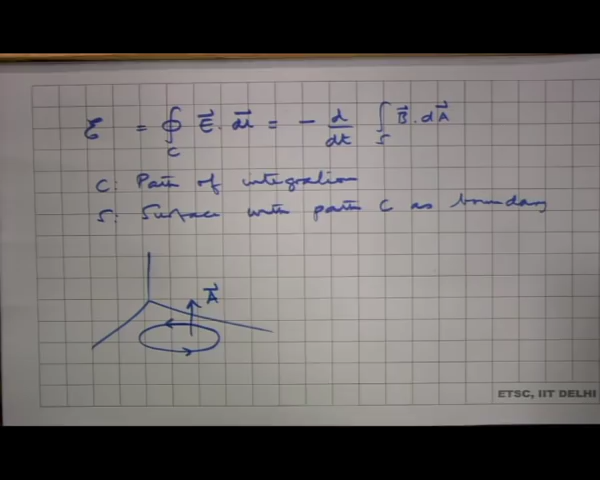 ℰ = ∮_C E⃗ · dl⃗ = − d/dt ∫_S B⃗ · dA⃗
C: Path of integration
S: Surface with path C as boundary
A⃗
ETSC, IIT DELHI